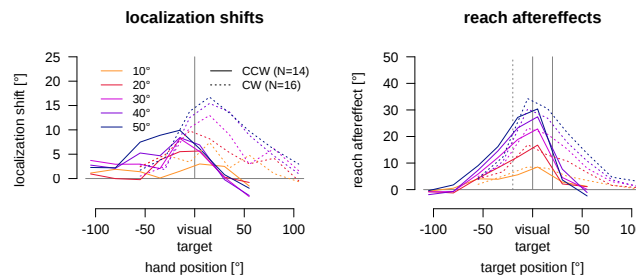 localization shifts
localization shift [°]
25
20
15
10
5
0
10°
20°
30°
40°
50°
CCW (N=14)
CW (N=16)
-100
-50
visual
target
50
100
hand position [°]
reach aftereffects
reach aftereffect [°]
50
40
30
20
10
0
-100
-50
visual
target
50
100
target position [°]